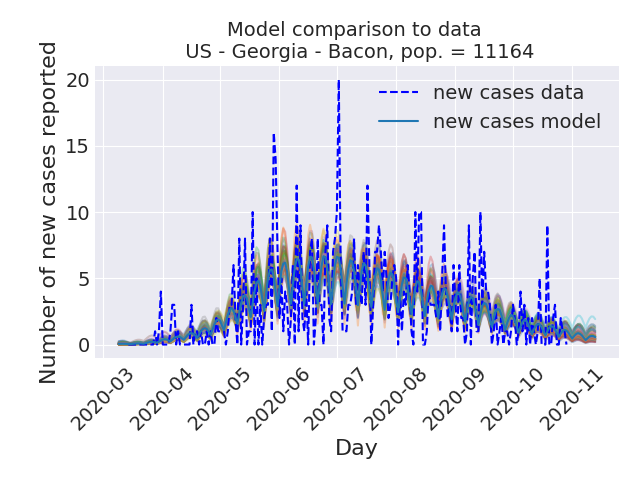 Model comparison to data
US - Georgia - Bacon, pop. = 11164
Number of new cases reported
20
15
10
5
0
new cases data
new cases model
2020-03
2020-04
2020-05
2020-06
2020-07
2020-08
2020-09
2020-10
2020-11
Day